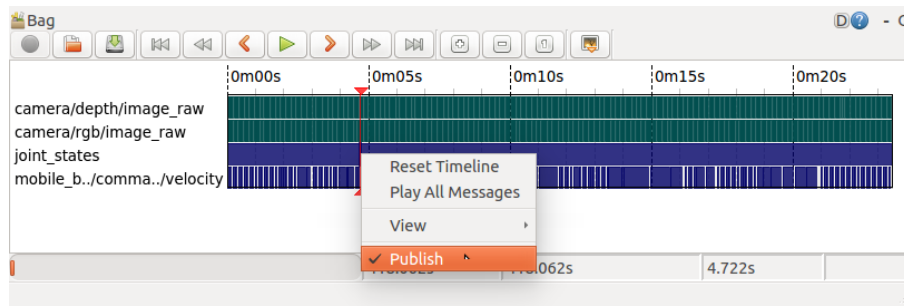 Bag
D ? - 
0m00s 0m05s 0m10s 0m15s 0m20s
camera/depth/image_raw
camera/rgb/image_raw
joint_states
mobile_b../comma../velocity
Reset Timeline
Play All Messages
View
✓ Publish
.062s 4.722s